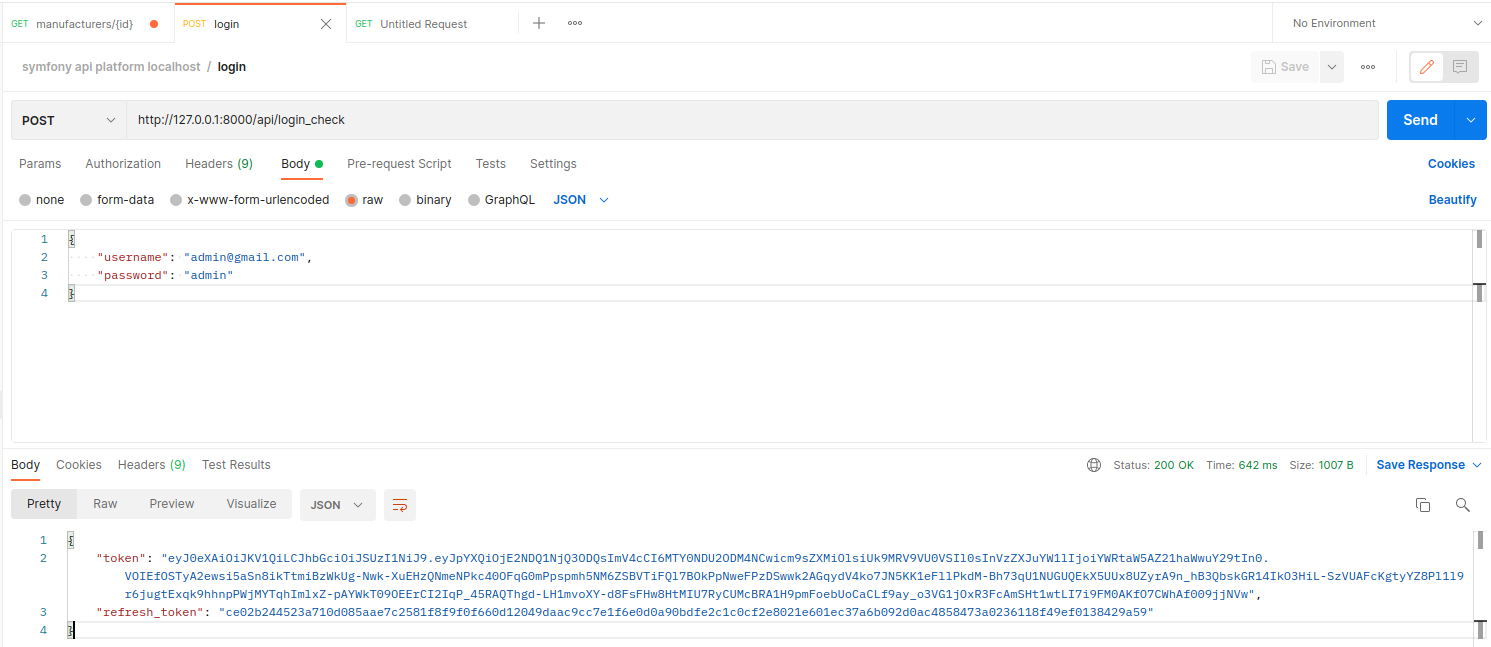 GET manufacturers/{id} POST login GET Untitled Request No Environment
symfony api platform localhost / login Save
POST http://127.0.0.1:8000/api/login_check Send
Params Authorization Headers (9) Body Pre-request Script Tests Settings Cookies
none form-data x-www-form-urlencoded raw binary GraphQL JSON Beautify
1 {
2 "username": "admin@gmail.com",
3 "password": "admin"
4 }
Body Cookies Headers (9) Test Results Status: 200 OK Time: 642 ms Size: 1007 B Save Response
Pretty Raw Preview Visualize JSON
1 {
2 "token": "eyJ0eXAiOiJKV1QiLCJhbGciOiJSUzI1NiJ9.eyJpYXQiOjE2NDQ1NjQ3ODQsImV4cCI6MTY0NDU2ODM4NCwicm9sZXMiOlsiUk9MRV9VU0VSIl0sInVzZXJuYW1lIjoiYWRtaW5AZ21haWwuY29tIn0.
VOIEfOSTyA2ewsi5aSn8ikTtmiBzWkUg-Nwk-XuEHzQNmeNPkc40OFqG0mPpspmh5NM6ZSBVTiFQl7BOkPpNweFPzDSwwk2AGqydV4ko7JN5KK1eFllPkdM-Bh73qU1NUGUQEkX5UUx8UZyrA9n_hB3QbskGR14IkO3HiL-SzVUAFcKgtyYZ8Pl1l9
r6jugtExqk9hhnpPWjMYTqhImlxZ-pAYWkT09OEErCI2IqP_45RAQThgd-LH1mvoXY-d8FsFHw8HtMIU7RyCUMcBRA1H9pmFoebUoCaCLf9ay_o3VG1jOxR3FcAmSHt1wtLI7i9FM0AKfO7CWhAf009jjNVw",
3 "refresh_token": "ce02b244523a710d085aae7c2581f8f9f0f660d12049daac9cc7e1f6e0d0a90bdfe2c1c0cf2e8021e601ec37a6b092d0ac4858473a0236118f49ef0138429a59"
4 }